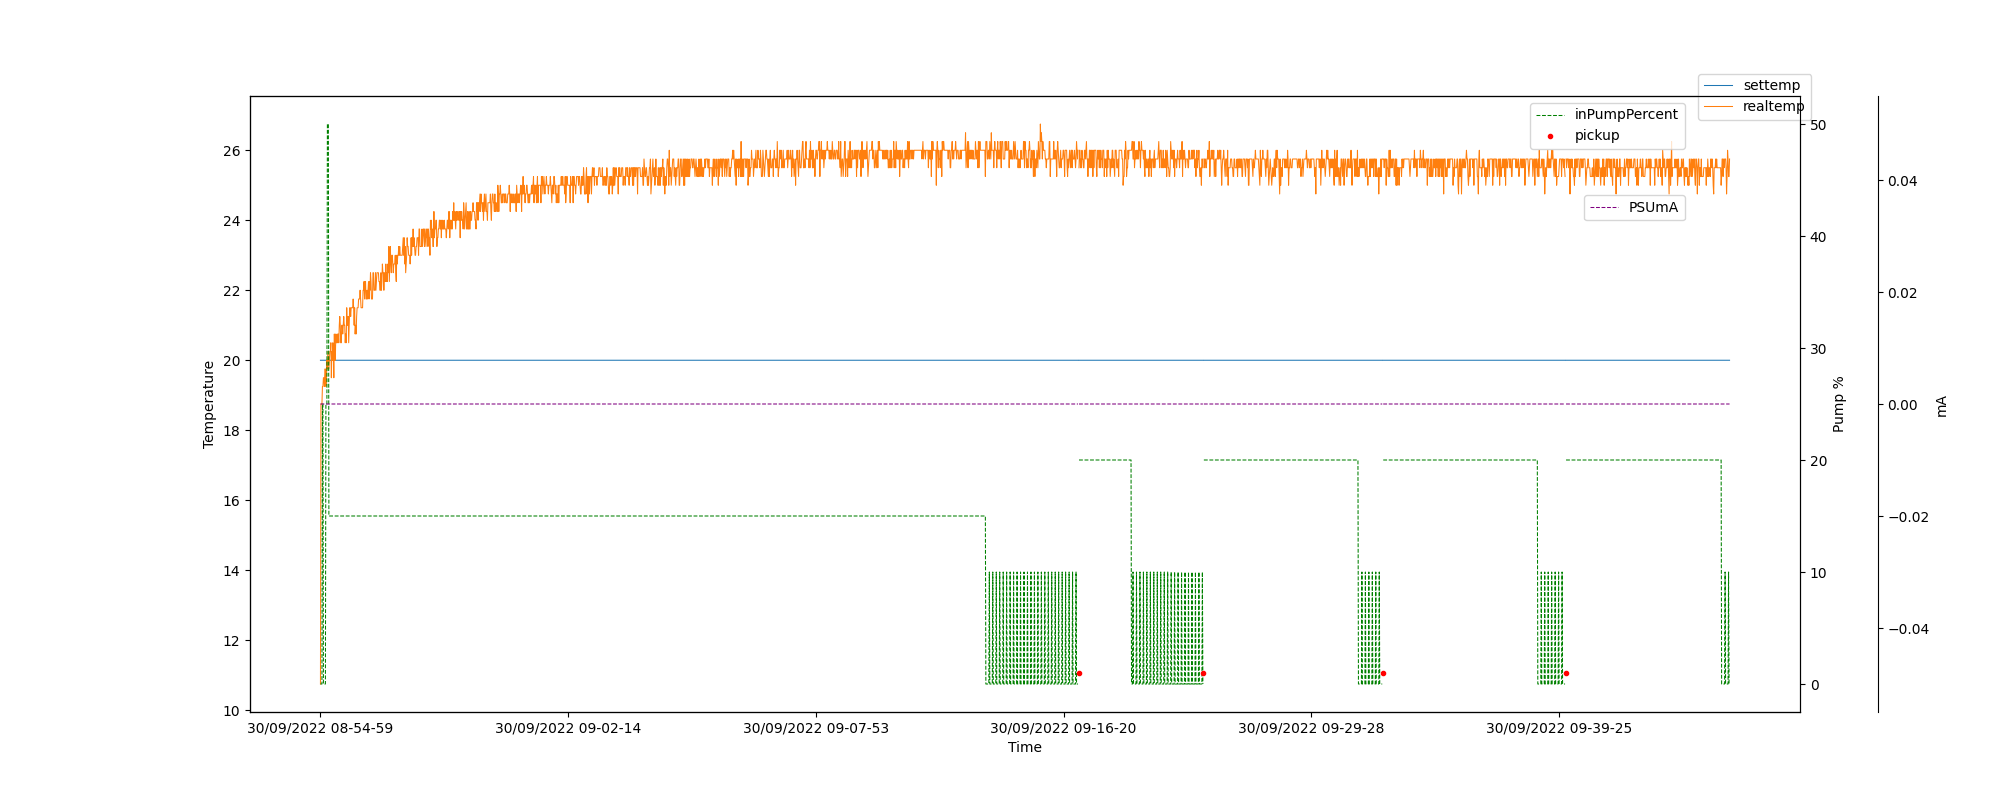 settemp
realtemp
inPumpPercent
pickup
PSUmA
26
24
22
20
18
16
14
12
10
Temperature
50
40
30
20
10
0
Pump %
0.04
0.02
0.00
−0.02
−0.04
mA
30/09/2022 08-54-59
30/09/2022 09-02-14
30/09/2022 09-07-53
30/09/2022 09-16-20
30/09/2022 09-29-28
30/09/2022 09-39-25
Time